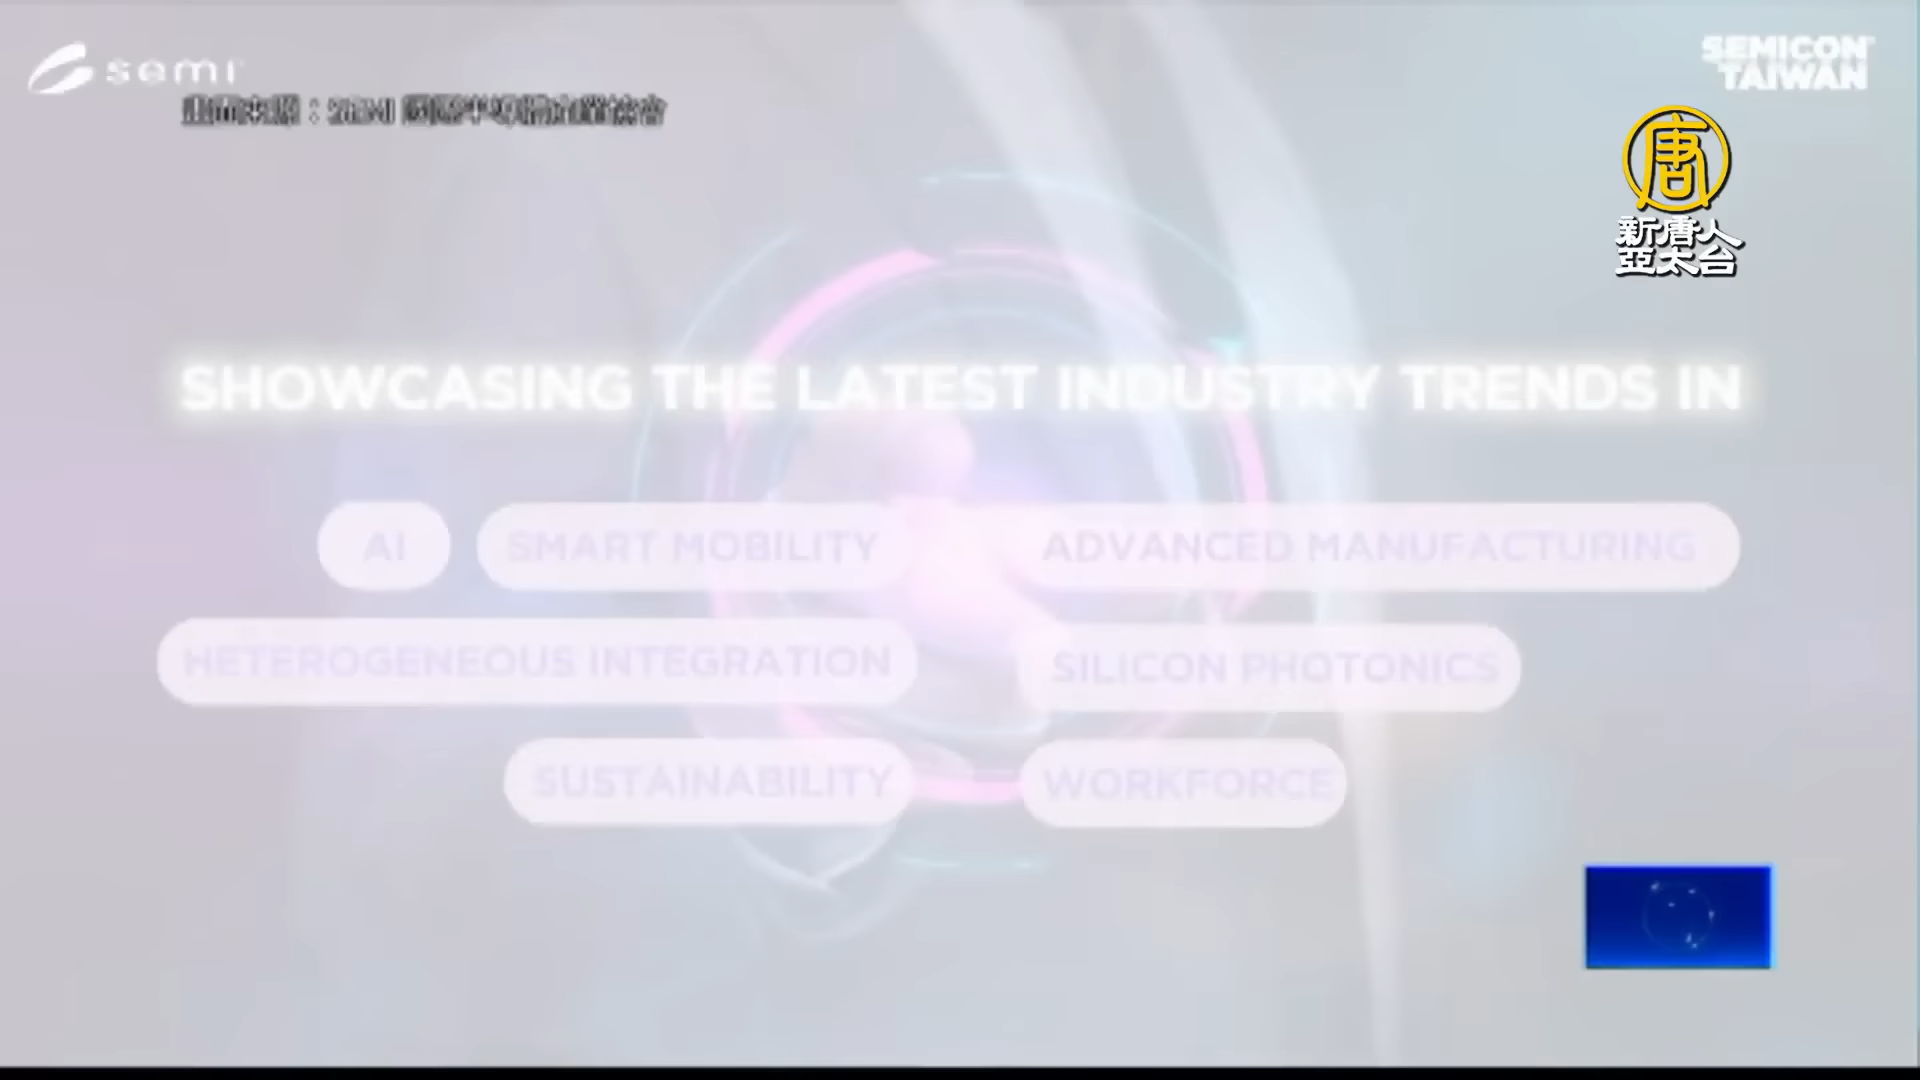 semi
SEMICON
TAIWAN
唐
新唐人
亞太台
SHOWCASING THE LATEST INDUSTRY TRENDS IN
AI
SMART MOBILITY
ADVANCED MANUFACTURING
HETEROGENEOUS INTEGRATION
SILICON PHOTONICS
SUSTAINABILITY
WORKFORCE